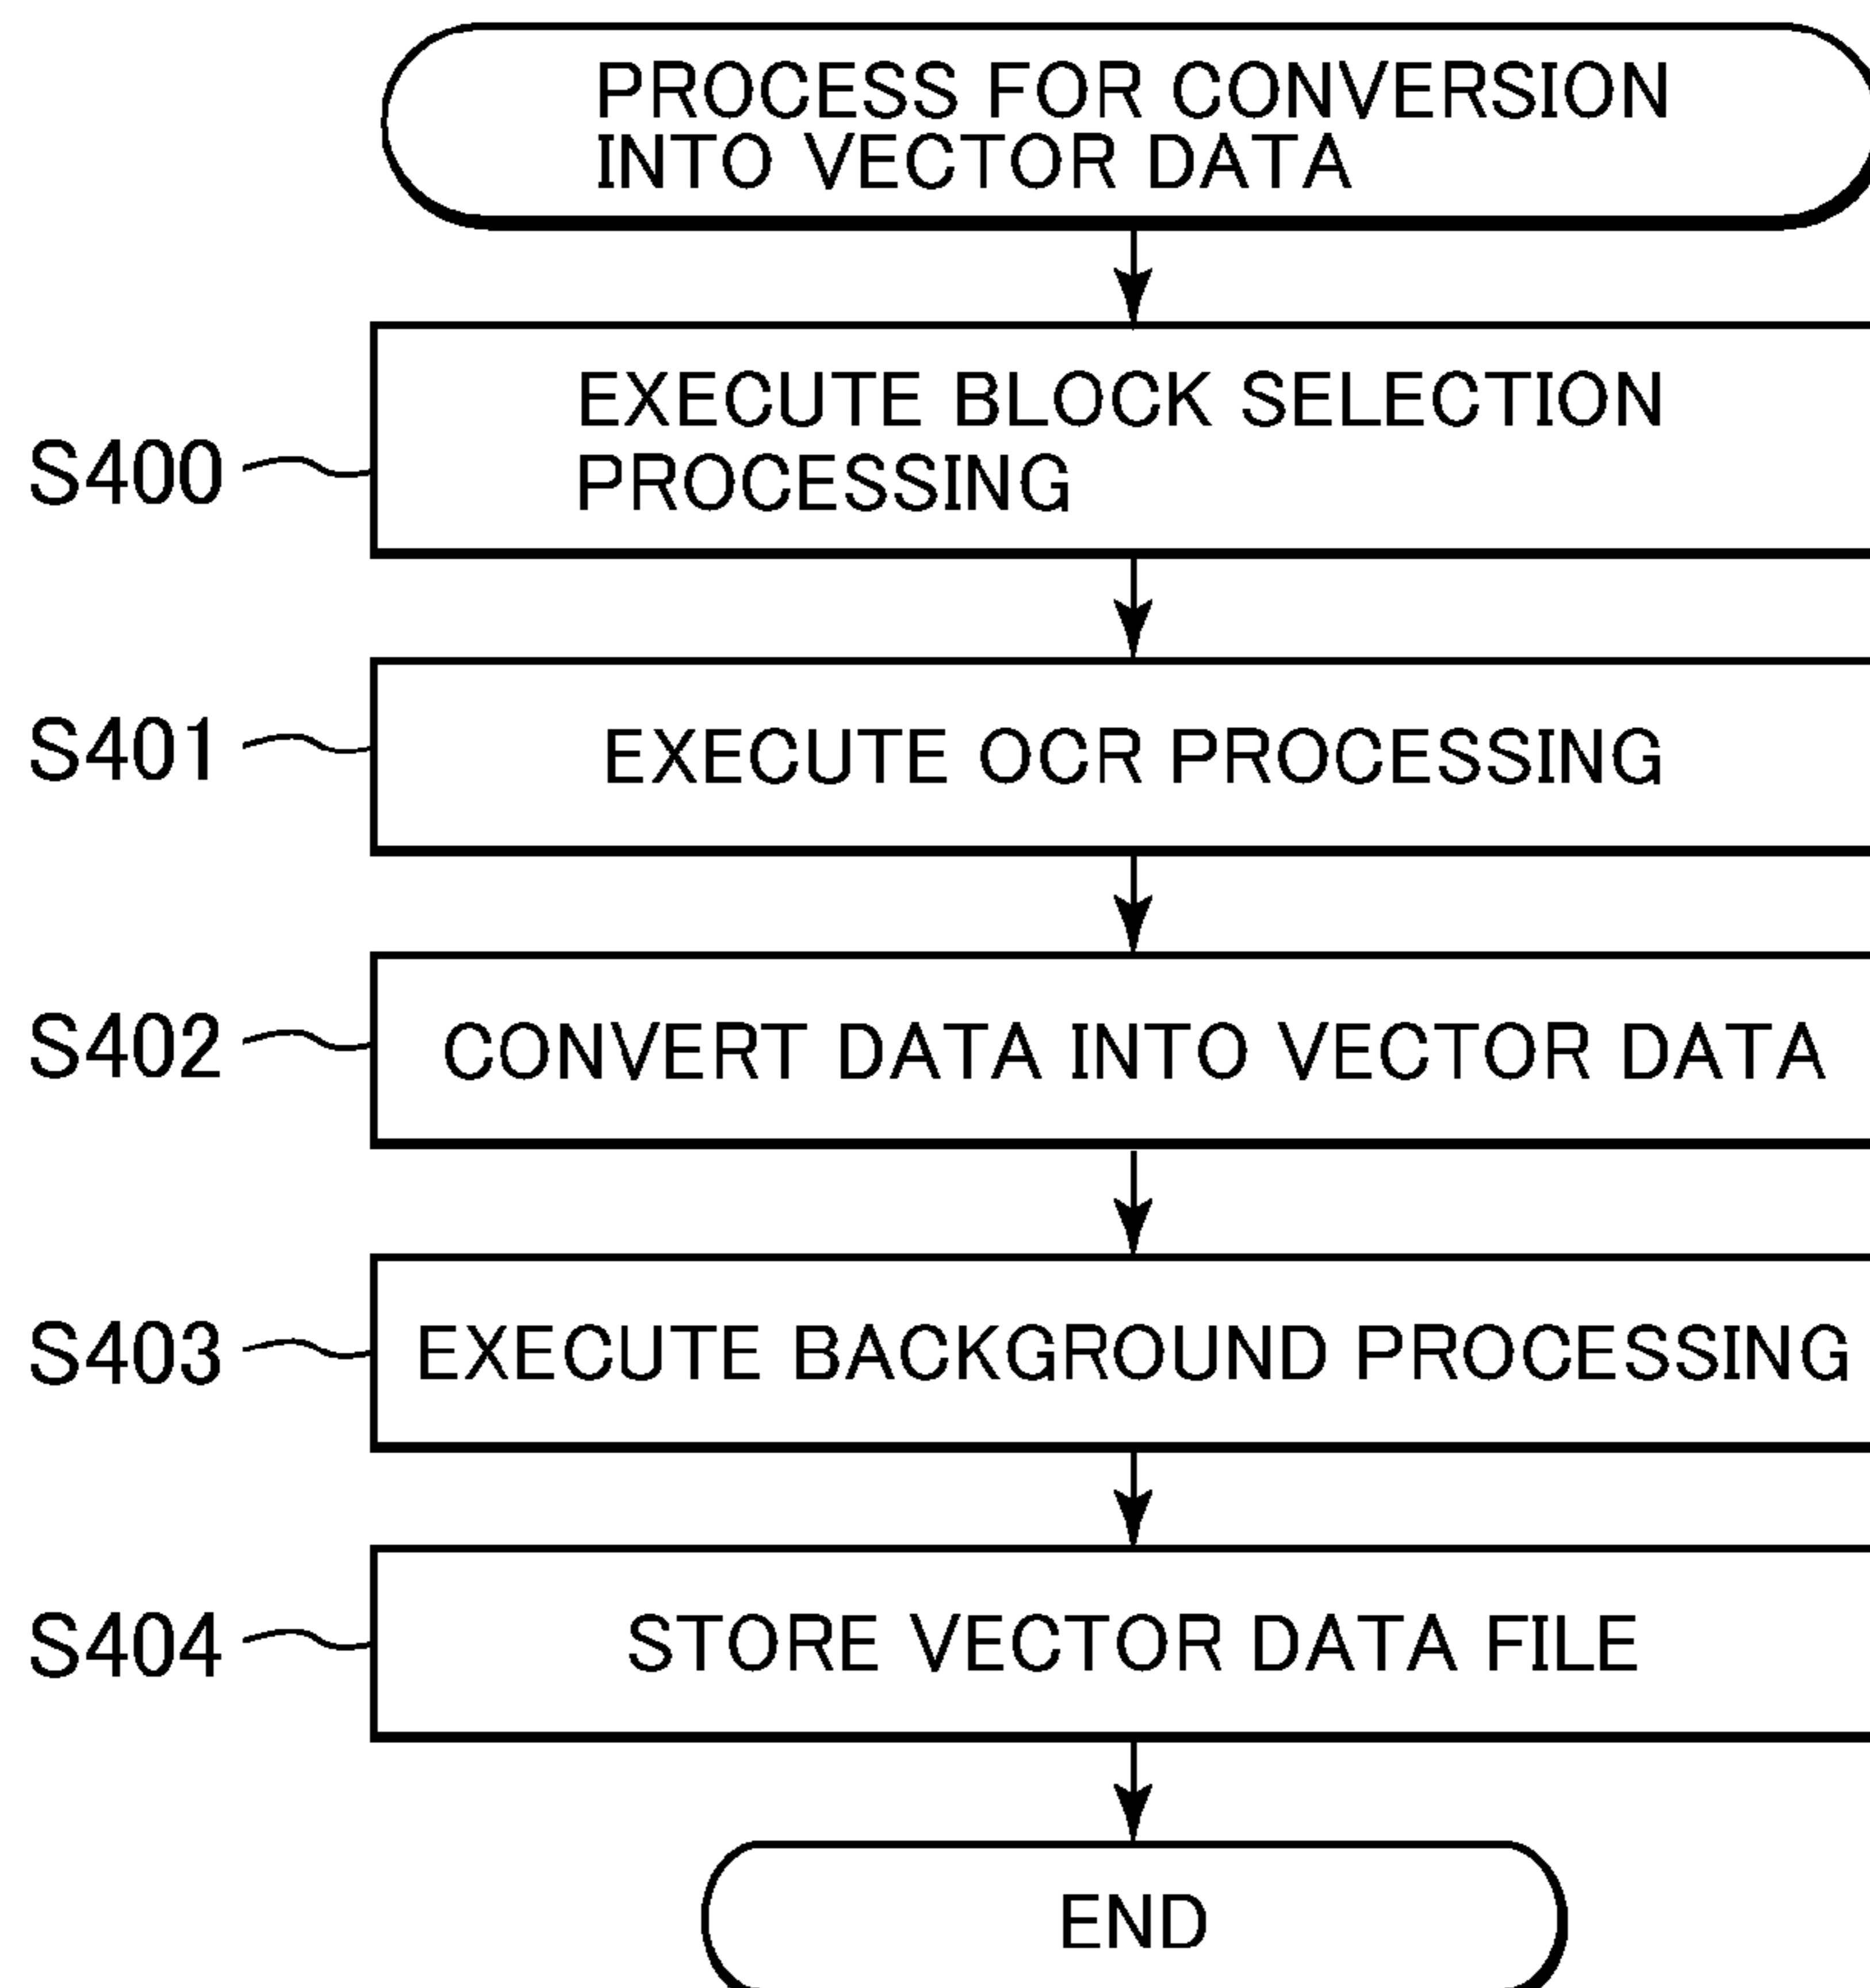 PROCESS FOR CONVERSION
INTO VECTOR DATA
EXECUTE BLOCK SELECTION
PROCESSING
S400
S401
EXECUTE OCR PROCESSING
S402
CONVERT DATA INTO VECTOR DATA
S403
EXECUTE BACKGROUND PROCESSING
S404
STORE VECTOR DATA FILE
END